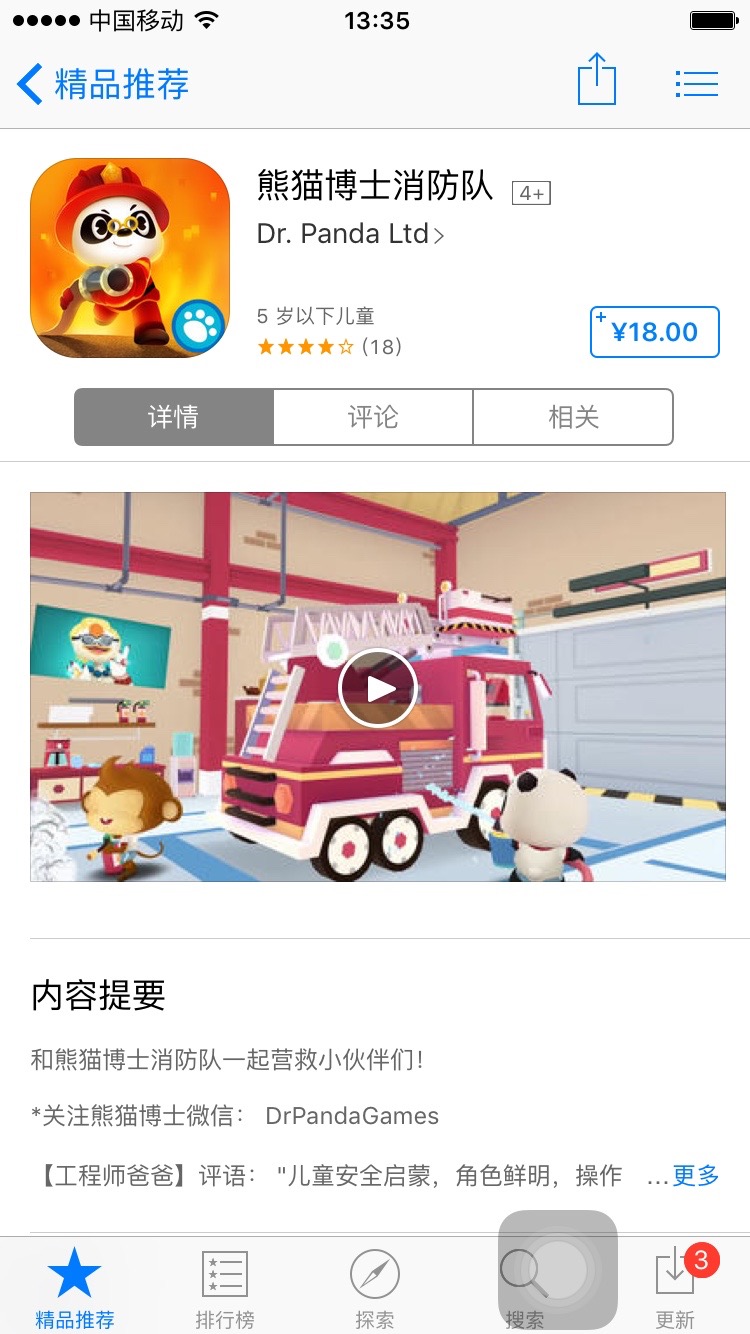 中国移动 13:35
精品推荐
熊猫博士消防队 4+
Dr. Panda Ltd
5 岁以下儿童
(18)
+ ¥18.00
详情 评论 相关
内容提要
和熊猫博士消防队一起营救小伙伴们!
*关注熊猫博士微信: DrPandaGames
【工程师爸爸】评语: "儿童安全启蒙,角色鲜明,操作 ...更多
3
精品推荐 排行榜 探索 搜索 更新